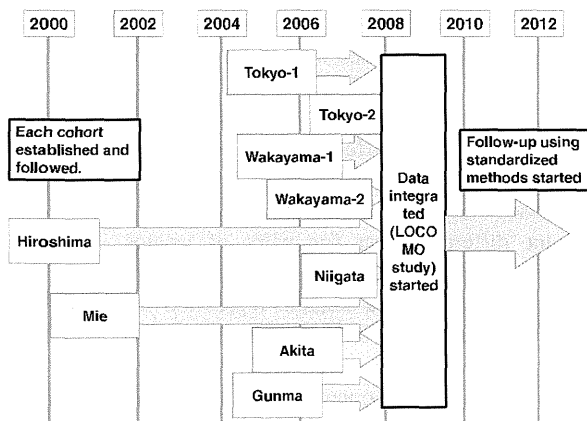 2000 2002 2004 2006 2008 2010 2012
Tokyo-1
Tokyo-2
Each cohort
established and
followed.
Wakayama-1
Wakayama-2
Hiroshima
Niigata
Mie
Akita
Gunma
Data
integra
ted
(LOCO
MO
study)
started
Follow-up using
standardized
methods started